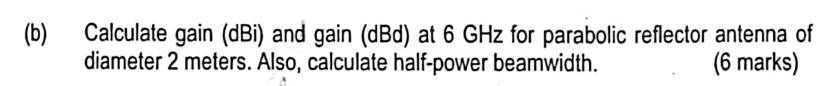 (b) Calculate gain (dBi) and gain (dBd) at 6 GHz for parabolic reflector antenna of
diameter 2 meters. Also, calculate half-power beamwidth. (6 marks)